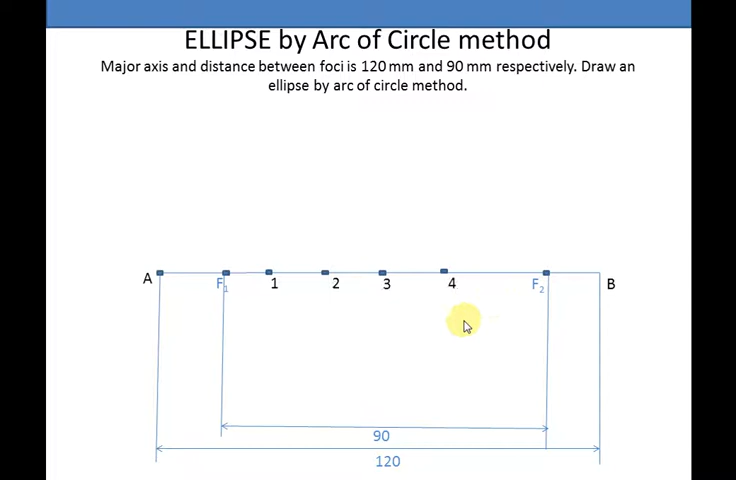 ELLIPSE by Arc of Circle method
Major axis and distance between foci is 120 mm and 90 mm respectively. Draw an
ellipse by arc of circle method.
A F₁ 1 2 3 4 F₂ B
90
120